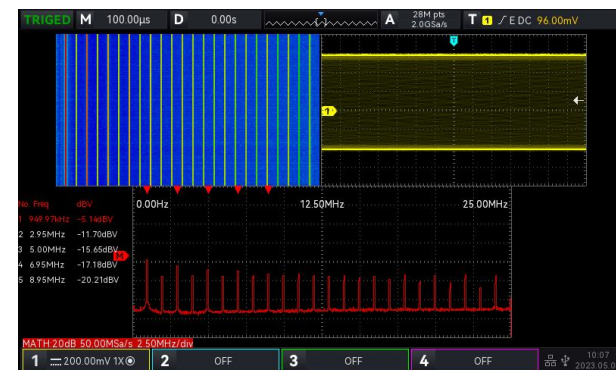 TRIGED M 100.00μs D 0.00s A 28M pts 2.0GSa/s T 1 E DC 96.00mV
T
1
No. Freq dBV
1 949.97kHz -5.14dBV
2 2.95MHz -11.70dBV
3 5.00MHz -15.65dBV
4 6.95MHz -17.18dBV
5 8.95MHz -20.21dBV
0.00Hz 12.50MHz 25.00MHz
M
MATH:20dB 50.00MSa/s 2.50MHz/div
1 200.00mV 1X 2 OFF 3 OFF 4 OFF
10:07
2023.05.0